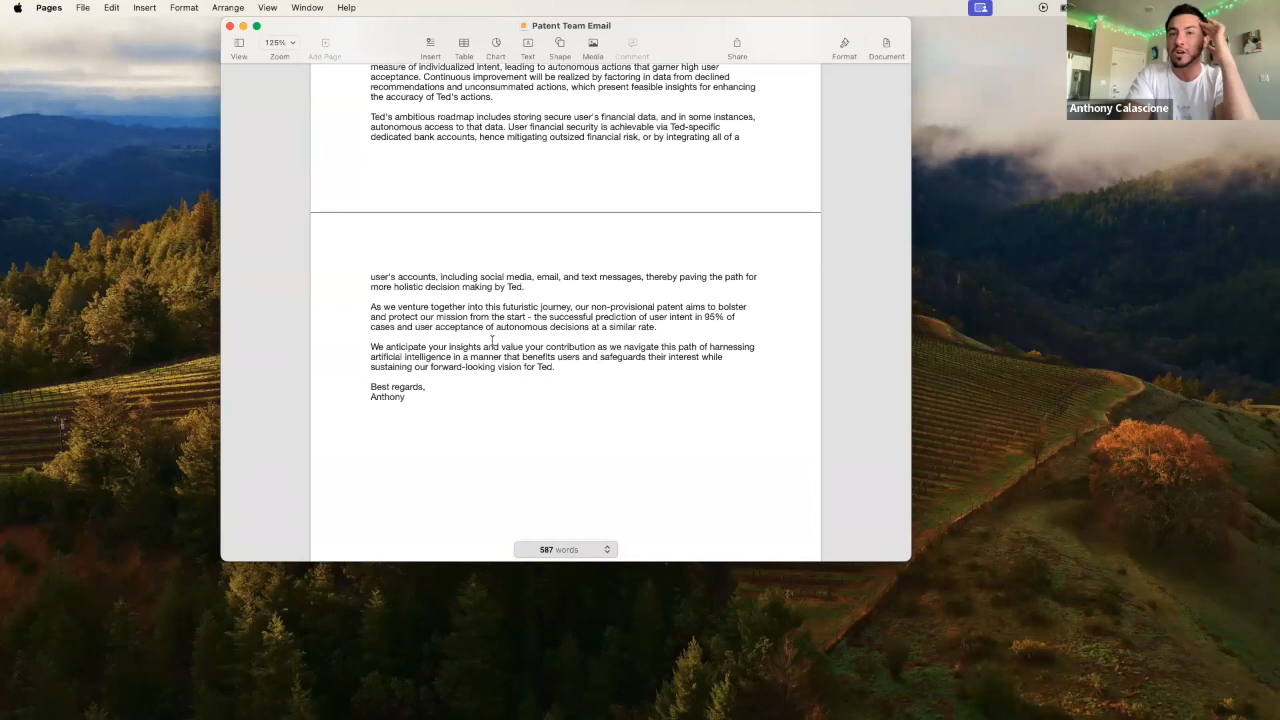 Pages File Edit Insert Format Arrange View Window Help
Patent Team Email
125%
View Zoom Add Page Insert Table Chart Text Shape Media Comment Share Format Document
measure of individualized intent, leading to autonomous actions that garner high user
acceptance. Continuous improvement will be realized by factoring in data from declined
recommendations and unconsummated actions, which present feasible insights for enhancing
the accuracy of Ted's actions.
Ted's ambitious roadmap includes storing secure user's financial data, and in some instances,
autonomous access to that data. User financial security is achievable via Ted-specific
dedicated bank accounts, hence mitigating outsized financial risk, or by integrating all of a
user's accounts, including social media, email, and text messages, thereby paving the path for
more holistic decision making by Ted.
As we venture together into this futuristic journey, our non-provisional patent aims to bolster
and protect our mission from the start - the successful prediction of user intent in 95% of
cases and user acceptance of autonomous decisions at a similar rate.
We anticipate your insights and value your contribution as we navigate this path of harnessing
artificial intelligence in a manner that benefits users and safeguards their interest while
sustaining our forward-looking vision for Ted.
Best regards,
Anthony
587 words
Anthony Calascione